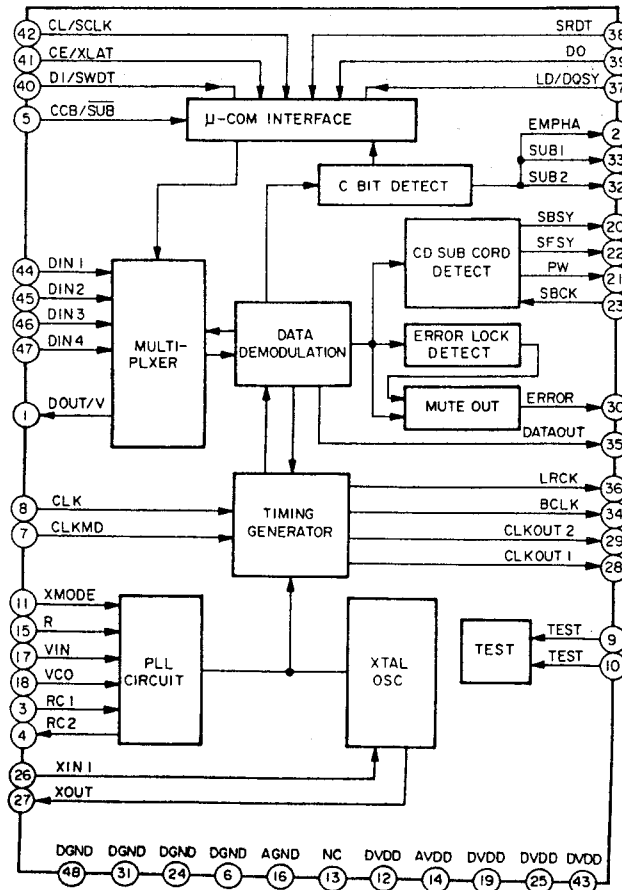 42 CL/SCLK SRDT 38
41 CE/XLAT DO 39
40 DI/SWDT LD/DQSY 37
5 CCB/SUB µ-COM INTERFACE
EMPHA 2
SUB1 33
C BIT DETECT SUB2 32
SBSY 20
CD SUB CORD SFSY 22
DETECT PW 21
SBCK 23
44 DIN1
45 DIN2
46 DIN3
47 DIN4
MULTI-
PLXER
DATA
DEMODULATION
ERROR LOCK
DETECT
MUTE OUT ERROR 30
1 DOUT/V DATAOUT 35
LRCK 36
8 CLK BCLK 34
7 CLKMD CLKOUT 2 29
TIMING
GENERATOR
CLKOUT 1 28
11 XMODE
15 R
17 VIN
18 VCO
3 RC1
4 RC2
PLL
CIRCUIT
XTAL
OSC
TEST
TEST 9
TEST 10
26 XIN1
27 XOUT
DGND DGND DGND DGND AGND NC DVDD AVDD DVDD DVDD DVDD
48 31 24 6 16 13 12 14 19 25 43